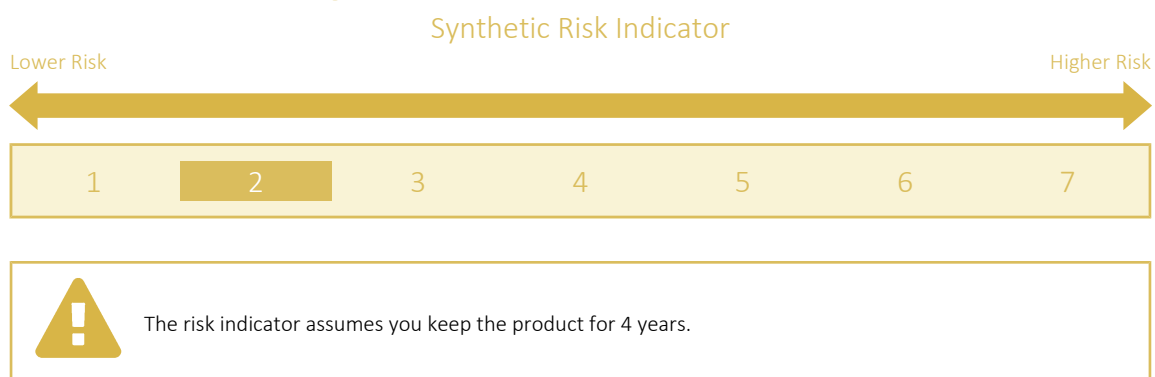 Synthetic Risk Indicator
Lower Risk Higher Risk
1 2 3 4 5 6 7
The risk indicator assumes you keep the product for 4 years.